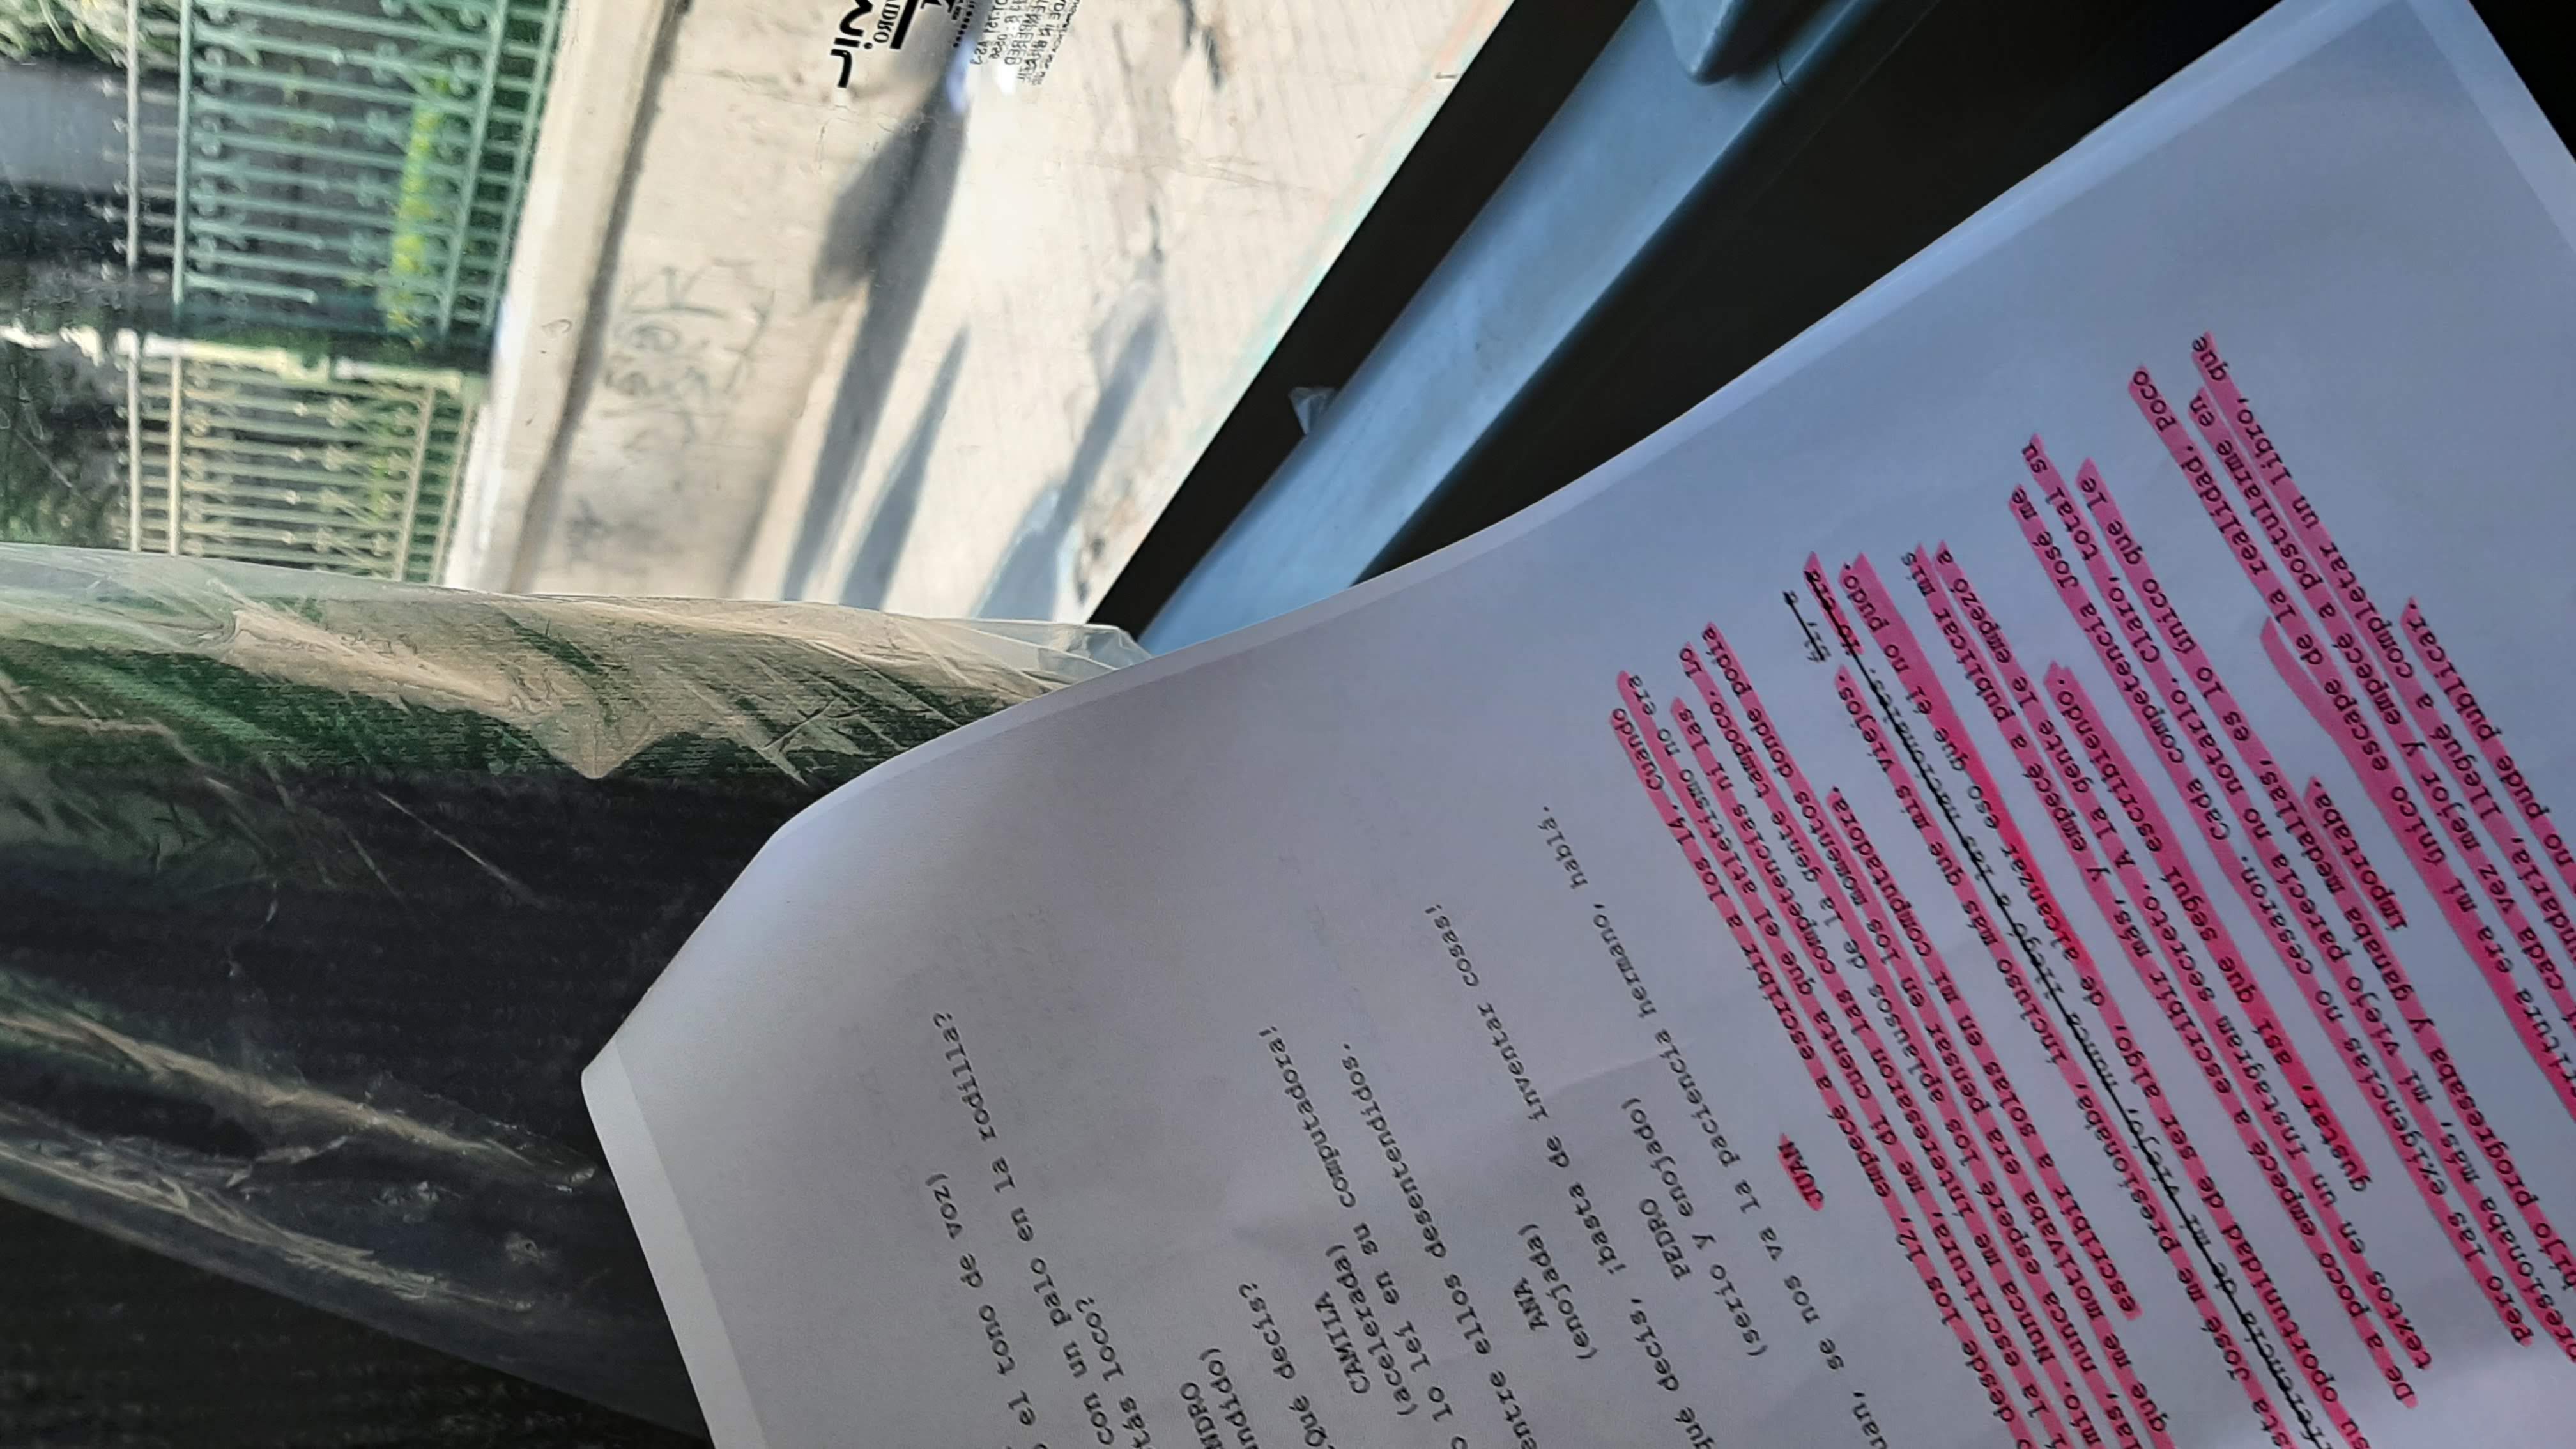 el tono de voz)
con un palo en la rodilla?
tás loco?
NDRO
ndido)
¿Qué decís?
CAMILA
(acelerada)
o lo leí en su computadora!
entre ellos desentendidos.
ANA
(enojada)
qué decís, ¡basta de inventar cosas!
PEDRO
(serio y enojado)
uan, se nos va la paciencia hermano, hablá.
JUAN
o desde los 12, empecé a escribir a los 14. Cuando
í la escritura, me di cuenta que el atletismo no era
mío. Nunca me interesaron las competencias ni las
las, nunca esperé los aplausos de la gente tampoco. Lo
que me motivaba era pensar en los momentos donde podía
escribir a solas en mi computadora.
sta José me presionaba, incluso más que mis viejos. Él, a
ferencia de mi viejo, nunca llegó a las nacionales. Yo era
su oportunidad de ser algo, de alcanzar eso que él no pudo.
De a poco empecé a escribir más, y empecé a publicar mis
textos en un Instagram secreto. A la gente le empezó a
gustar, así que seguí escribiendo.
Pero las exigencias no cesaron. Cada competencia José me
presionaba más, mi viejo parecía no notarlo. Claro, total su
hijo progresaba y ganaba medallas, es lo único que le
importaba.
critura era mi único escape de la realidad. Poco
í cada vez mejor y empecé a postularme en
undaria, llegué a completar un libro, que
no pude publicar.
VIDRO
TEMPERED